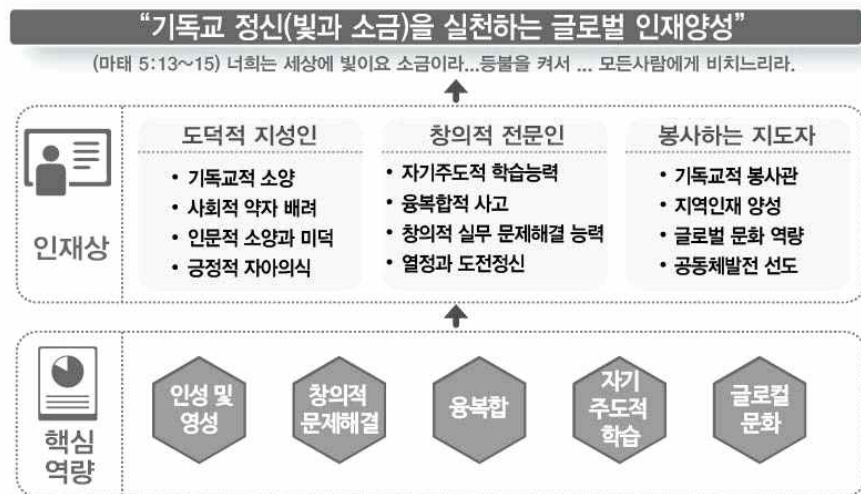 “기독교 정신(빛과 소금)을 실천하는 글로벌 인재양성”
(마태 5:13~15) 너희는 세상에 빛이요 소금이라...등불을 켜서 ... 모든사람에게 비치느리라.
인재상
도덕적 지성인
• 기독교적 소양
• 사회적 약자 배려
• 인문적 소양과 미덕
• 긍정적 자아의식
창의적 전문인
• 자기주도적 학습능력
• 융복합적 사고
• 창의적 실무 문제해결 능력
• 열정과 도전정신
봉사하는 지도자
• 기독교적 봉사관
• 지역인재 양성
• 글로벌 문화 역량
• 공동체발전 선도
핵심
역량
인성 및
영성
창의적
문제해결
융복합
자기
주도적
학습
글로컬
문화